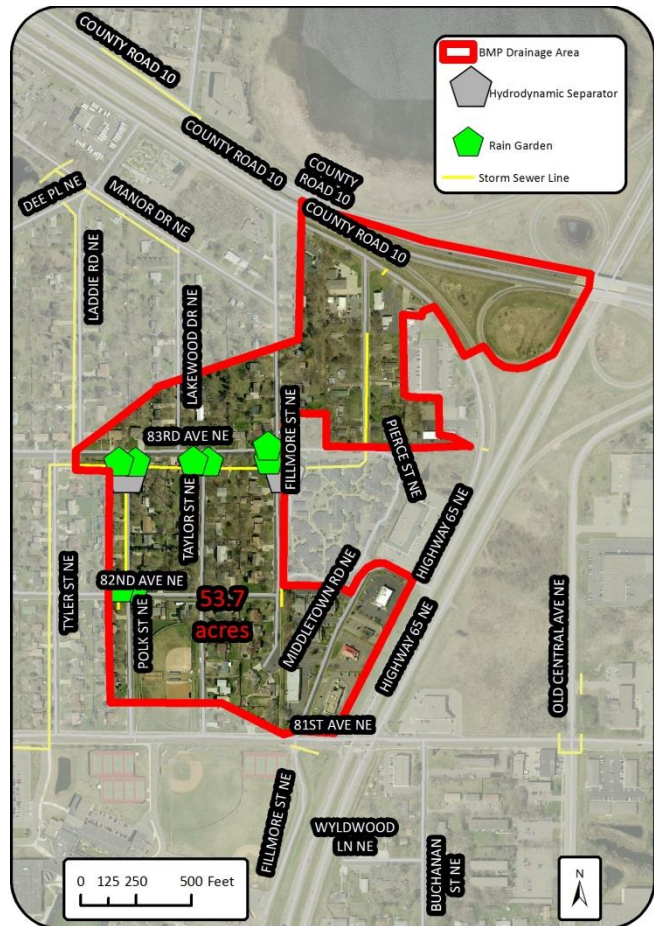 COUNTY ROAD 10
BMP Drainage Area
Hydrodynamic Separator
Rain Garden
Storm Sewer Line
COUNTY ROAD 10
COUNTY
ROAD 10
COUNTY ROAD 10
DEE PL NE
MANOR DR NE
LADDIE RD NE
LAKEWOOD DR NE
83RD AVE NE
FILLMORE ST NE
PIERCE ST NE
TAYLOR ST NE
HIGHWAY 65 NE
82ND AVE NE
53.7
acres
TYLER ST NE
POLK ST NE
MIDDLETOWN RD NE
HIGHWAY 65 NE
OLD CENTRAL AVE NE
81ST AVE NE
FILLMORE ST NE
WYLDWOOD
LN NE
BUCHANAN
ST NE
0 125 250 500 Feet
N